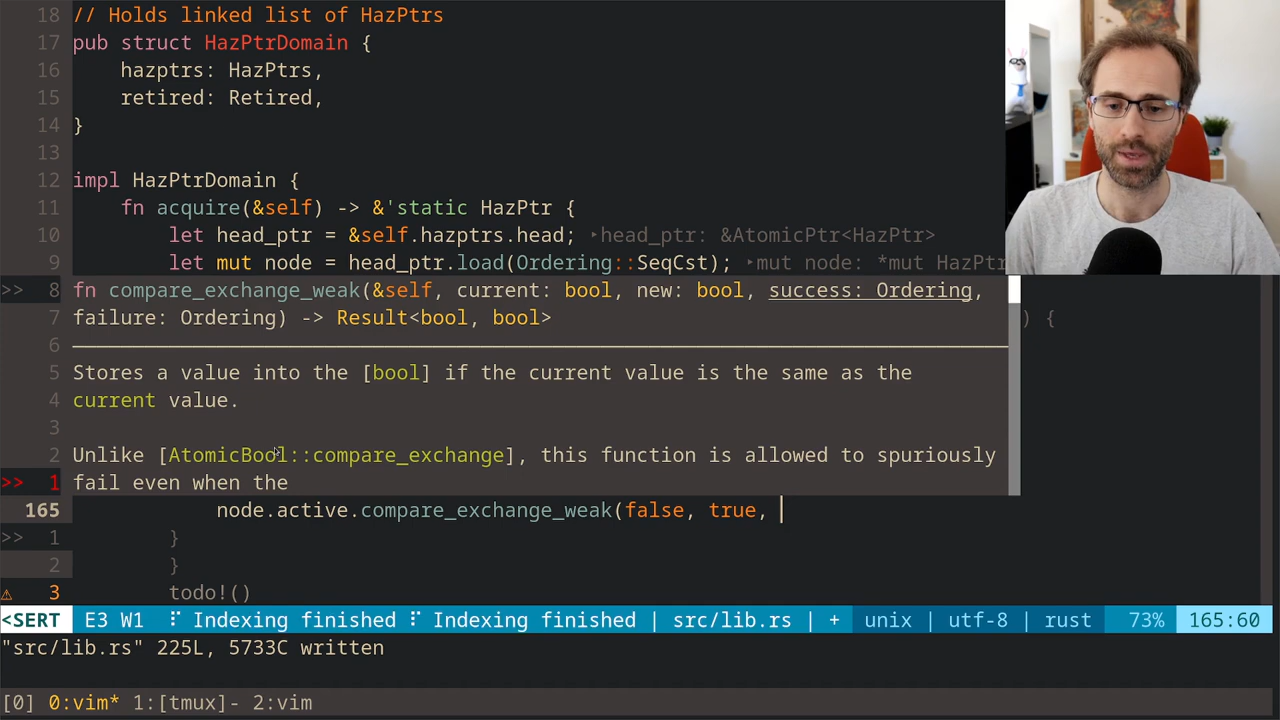 18 // Holds linked list of HazPtrs
17 pub struct HazPtrDomain {
16     hazptrs: HazPtrs,
15     retired: Retired,
14 }
13
12 impl HazPtrDomain {
11     fn acquire(&self) -> &'static HazPtr {
10         let head_ptr = &self.hazptrs.head; ‣head_ptr: &AtomicPtr<HazPtr>
9         let mut node = head_ptr.load(Ordering::SeqCst); ‣mut node: *mut HazPtr
>> 8 fn compare_exchange_weak(&self, current: bool, new: bool, success: Ordering,
7 failure: Ordering) -> Result<bool, bool> ) {
6
5 Stores a value into the [bool] if the current value is the same as the
4 current value.
3
2 Unlike [AtomicBool::compare_exchange], this function is allowed to spuriously
>> 1 fail even when the
165             node.active.compare_exchange_weak(false, true,
>> 1         }
2         }
⚠ 3         todo!()
<SERT E3 W1 ⠏ Indexing finished ⠏ Indexing finished | src/lib.rs | + unix | utf-8 | rust 73% 165:60
"src/lib.rs" 225L, 5733C written
[0] 0:vim* 1:[tmux]- 2:vim